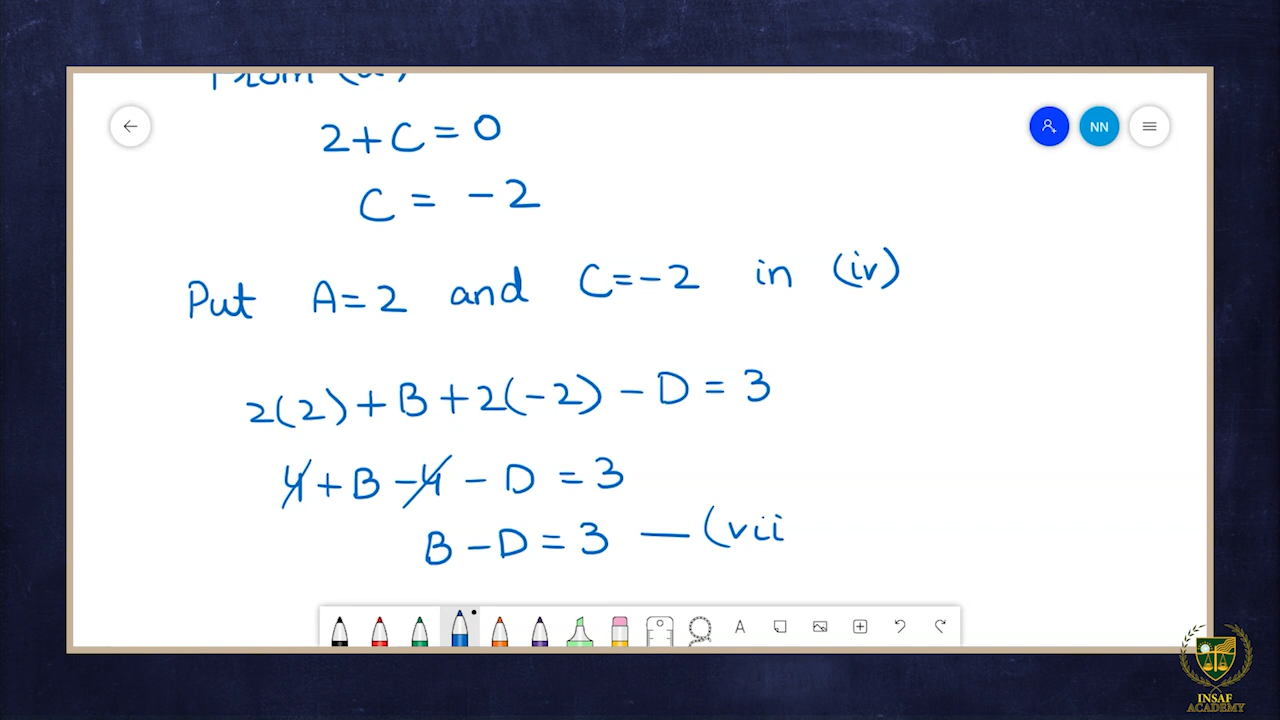 From (
2+C=0
C = -2
Put A=2 and C=-2 in (iv)
2(2)+B+2(-2)-D=3
4+B-4-D=3
B-D=3 —(vii
NN
A
INSAF
ACADEMY